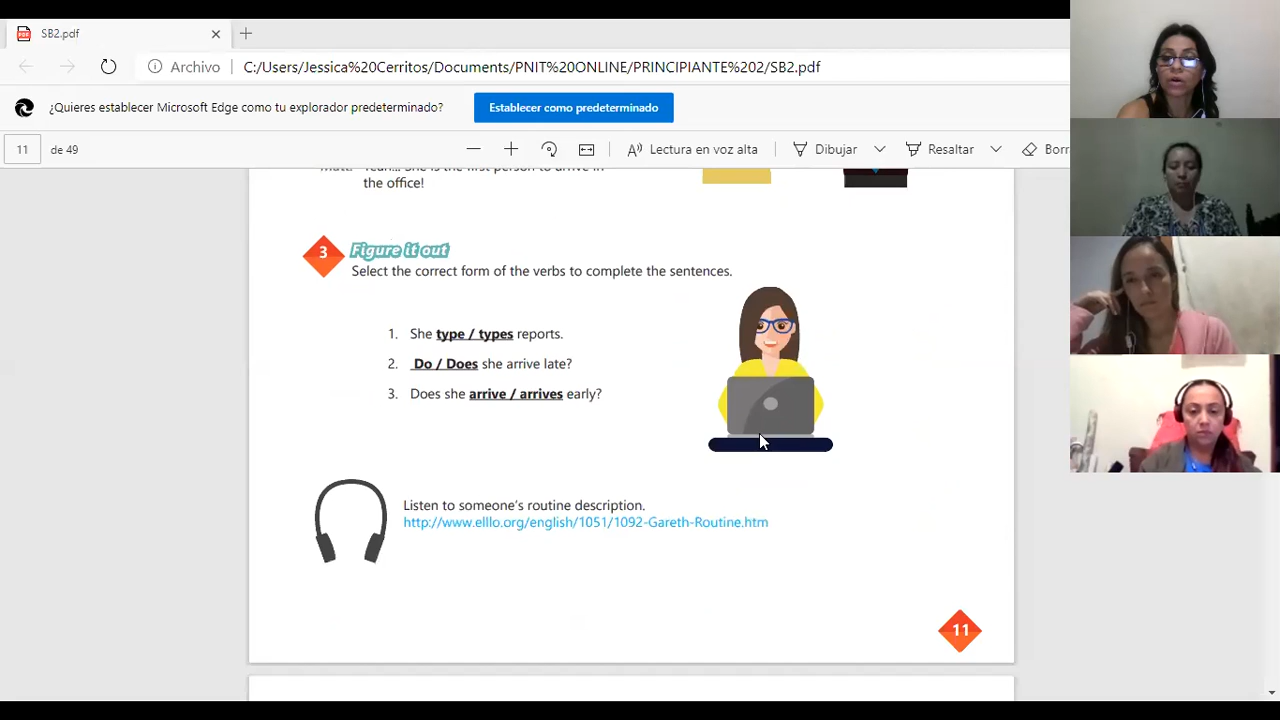 SB2.pdf
Archivo C:/Users/Jessica%20Cerritos/Documents/PNIT%20ONLINE/PRINCIPIANTE%202/SB2.pdf
¿Quieres establecer Microsoft Edge como tu explorador predeterminado? Establecer como predeterminado
11 de 49 Lectura en voz alta Dibujar Resaltar Borr
the office!
3 Figure it out
Select the correct form of the verbs to complete the sentences.
1. She type / types reports.
2. Do / Does she arrive late?
3. Does she arrive / arrives early?
Listen to someone's routine description.
http://www.elllo.org/english/1051/1092-Gareth-Routine.htm
11